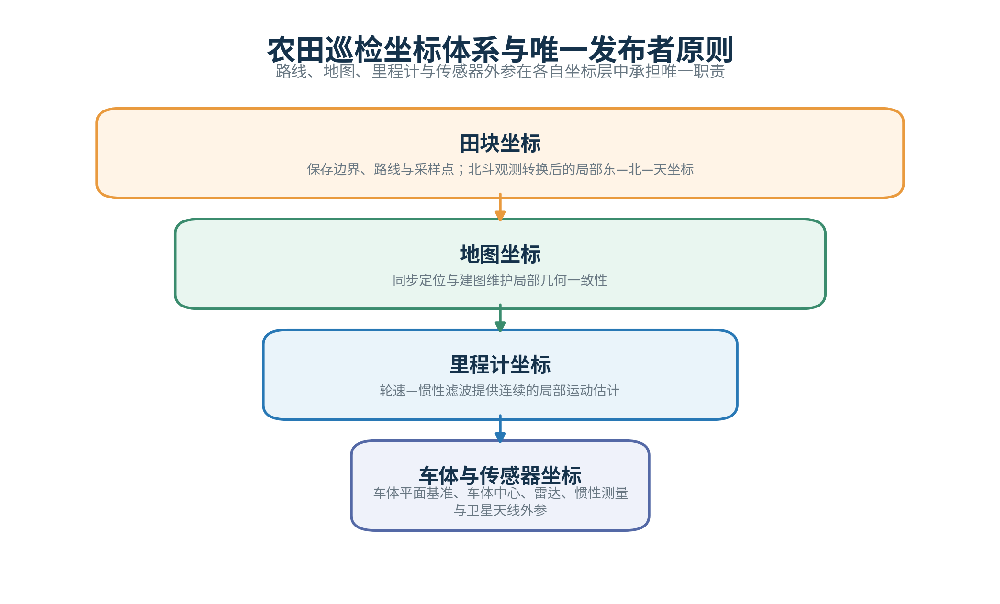 农田巡检坐标体系与唯一发布者原则
路线、地图、里程计与传感器外参在各自坐标层中承担唯一职责
田块坐标
保存边界、路线与采样点；北斗观测转换后的局部东—北—天坐标
地图坐标
同步定位与建图维护局部几何一致性
里程计坐标
轮速—惯性滤波提供连续的局部运动估计
车体与传感器坐标
车体平面基准、车体中心、雷达、惯性测量
与卫星天线外参